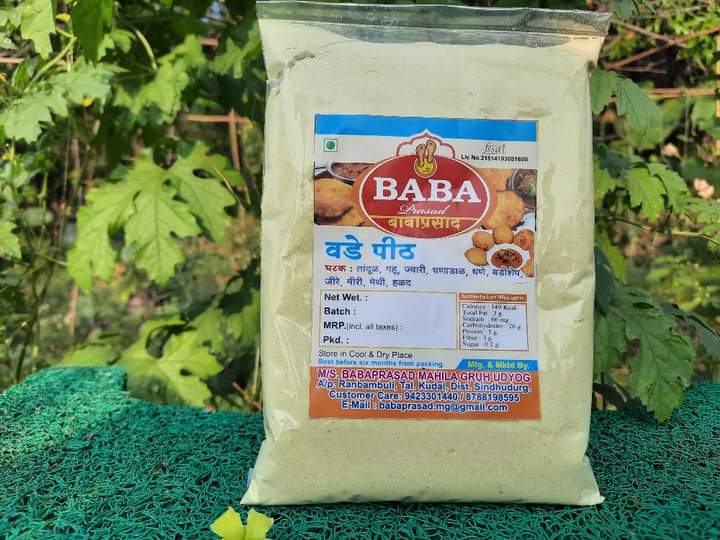 fssai
Lic No.21514193001600
BABA
Prasad
बाबाप्रसाद
वडे पीठ
घटक : तांदूळ, गहू, ज्वारी, चणाडाळ, धणे, बडीशेप,
जीरे, मीरी, मेथी, हळद
Net Wet. :
Batch :
MRP.(incl. all taxes) :
Pkd. :
Calories : 149 Kcal
Total Fat : 3 g
Sodium : 66 mg
Carbohydrates : 26 g
Protein : 5 g
Fiber : 3 g
Sugar : 0.2 g
Store in Cool & Dry Place
Best before six months from packing
Mfg. & Mktd By.
M/S. BABAPRASAD MAHILA GRUH UDYOG
A/p. Ranbambuli, Tal. Kudal, Dist. Sindhudurg.
Customer Care: 9423301440 / 8788198595
E-Mail : babaprasad.mg@gmail.com